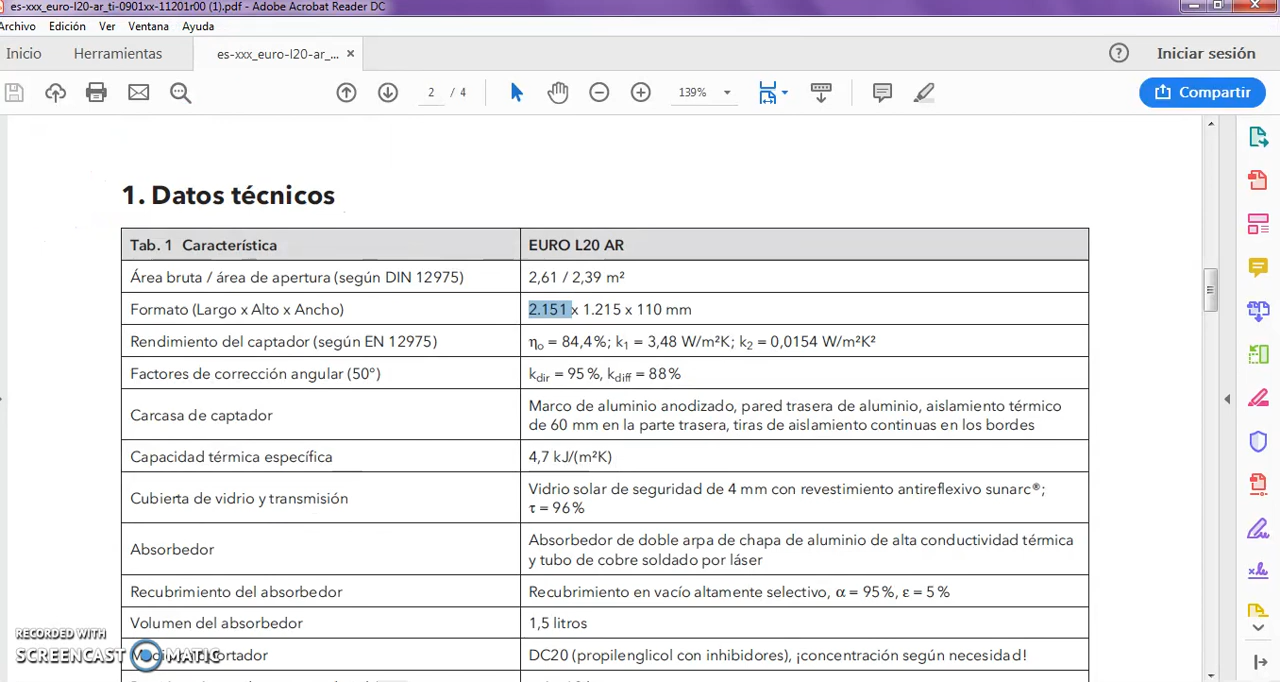 es-xxx_euro-l20-ar_ti-0901xx-11201r00 (1).pdf - Adobe Acrobat Reader DC
Archivo Edición Ver Ventana Ayuda
Inicio Herramientas es-xxx_euro-l20-ar_... × Iniciar sesión
2 / 4 139% Compartir
1. Datos técnicos
Tab. 1 Característica EURO L20 AR
Área bruta / área de apertura (según DIN 12975) 2,61 / 2,39 m²
Formato (Largo x Alto x Ancho) 2.151 x 1.215 x 110 mm
Rendimiento del captador (según EN 12975) ηo = 84,4%; k1 = 3,48 W/m²K; k2 = 0,0154 W/m²K²
Factores de corrección angular (50°) kdir = 95%, kdiff = 88%
Carcasa de captador Marco de aluminio anodizado, pared trasera de aluminio, aislamiento térmico
de 60 mm en la parte trasera, tiras de aislamiento continuas en los bordes
Capacidad térmica específica 4,7 kJ/(m²K)
Cubierta de vidrio y transmisión Vidrio solar de seguridad de 4 mm con revestimiento antireflexivo sunarc®;
τ = 96%
Absorbedor Absorbedor de doble arpa de chapa de aluminio de alta conductividad térmica
y tubo de cobre soldado por láser
Recubrimiento del absorbedor Recubrimiento en vacío altamente selectivo, α = 95%, ε = 5%
Volumen del absorbedor 1,5 litros
RECORDED WITH
SCREENCAST MATIC
DC20 (propilenglicol con inhibidores), ¡concentración según necesidad!